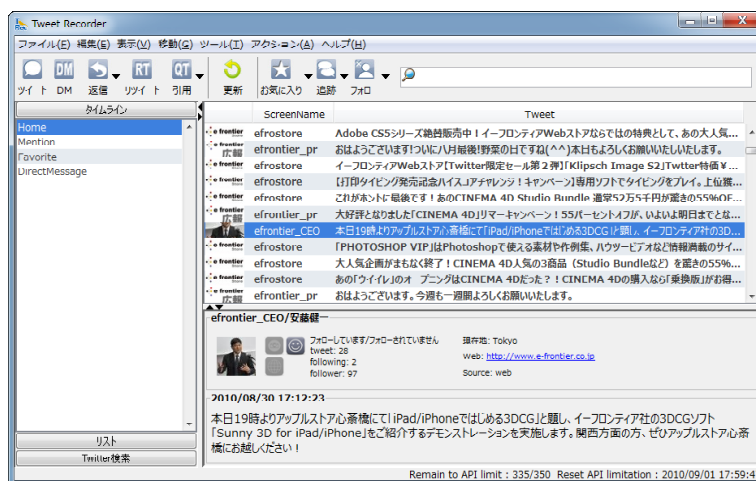 Tweet Recorder
ファイル(F) 編集(E) 表示(V) 移動(G) ツール(T) アクション(A) ヘルプ(H)
DM RT QT
ツイート DM 返信 リツイート 引用 更新 お気に入り 追跡 フォロー
タイムライン
Home
Mention
Favorite
DirectMessage
リスト
Twitter検索
ScreenName Tweet
efrostore Adobe CS5シリーズ絶賛販売中！イーフロンティアWebストアならではの特典として、あの大人気...
efrontier_pr おはようございます!ついに八月最後!野菜の日ですね(^^)本日もよろしくお願いいたします。
efrostore イーフロンティアWebストア【Twitter限定セール第2弾】「Klipsch Image S2」Twtter特価¥...
efrostore 【打印タイピング発売記念ハイスコアチャレンジ！キャンペーン】専用ソフトでタイピングをプレイ。上位獲...
efrostore これがホントに最後です！あのCINEMA 4D Studio Bundle 通常52万5千円が驚きの55%OF...
efrontier_pr 大好評となりました「CINEMA 4D」リマーキャンペーン！55パーセントオフが、いよいよ明日までとな...
efrontier_CEO 本日19時よりアップルストア心斎橋にて「iPad/iPhoneではじめる3DCG」と題し、イーフロンティア社の3D...
efrostore 「PHOTOSHOP VIP」はPhotoshopで使える素材や作例集、ハウツービデオなど情報満載のサイ...
efrostore 大人気企画がまもなく終了！CINEMA 4D人気の3商品（Studio Bundleなど）を驚きの55%...
efrostore あの「ウイイレ」のオープニングはCINEMA 4Dだった？！CINEMA 4Dの購入なら「乗換版」がお得...
efrontier_pr おはようございます。今週も一週間よろしくお願いいたします。
efrontier_CEO/安藤健一
フォローしています/フォローされていません
tweet: 28
following: 2
follower: 97
現在地: Tokyo
Web: http://www.e-frontier.co.jp
Source: web
2010/08/30 17:12:23
本日19時よりアップルストア心斎橋にて「iPad/iPhoneではじめる3DCG」と題し、イーフロンティア社の3DCGソフト
「Sunny 3D for iPad/iPhone」をご紹介するデモンストレーションを実施します。関西方面の方、ぜひアップルストア心斎
橋にお越しください！
Remain to API limit : 335/350 Reset API limitation : 2010/09/01 17:59:4